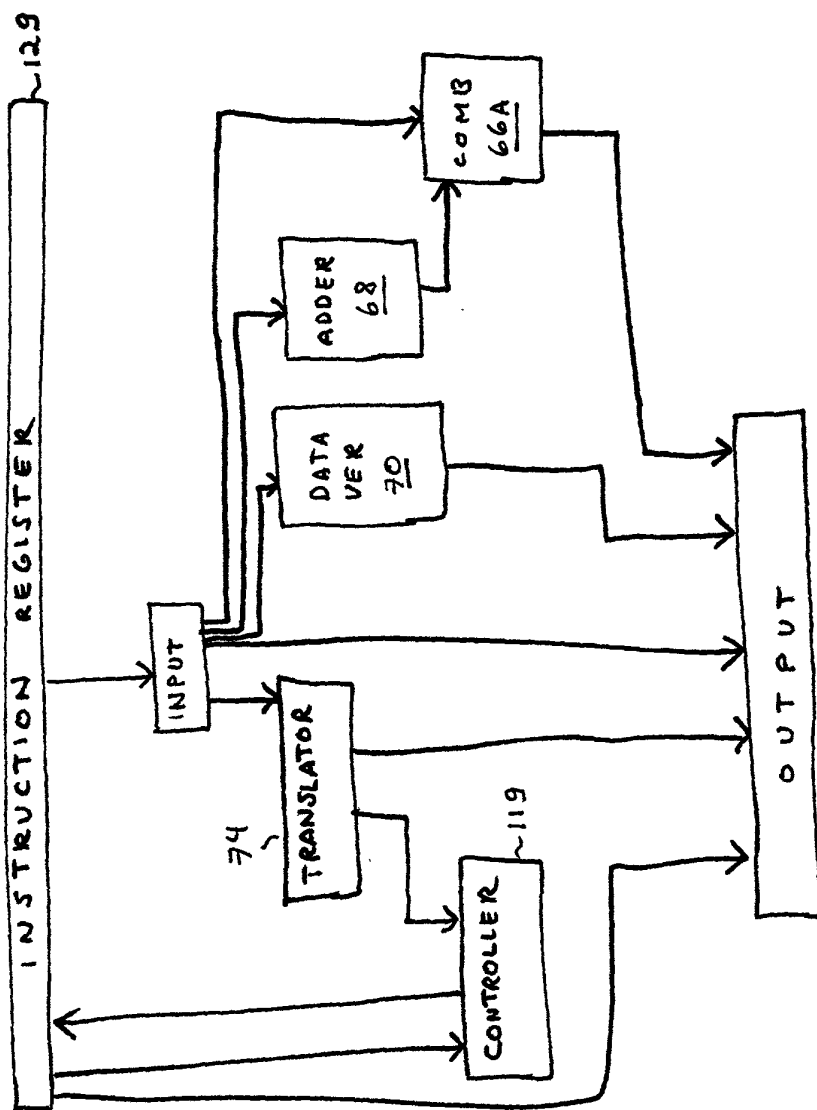 INSTRUCTION REGISTER
129
INPUT
74
TRANSLATOR
DATA
VER
70
ADDER
68
COMB
66A
CONTROLLER
119
OUTPUT